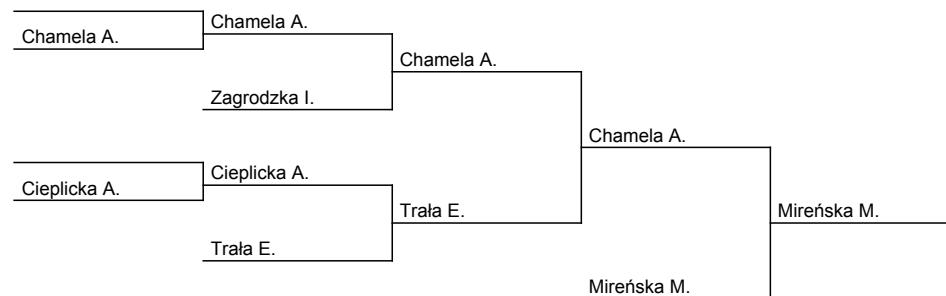 Chamela A.
Chamela A.
Chamela A.
Zagrodzka I.
Chamela A.
Cieplicka A.
Cieplicka A.
Trała E.
Mireńska M.
Trała E.
Mireńska M.